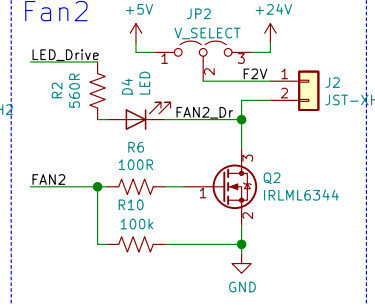 Fan2
+5V
JP2
+24V
V_SELECT
1
3
2
LED_Drive
F2V
1
J2
2
JST-XH
R2
560R
D4
LED
FAN2_Dr
H2
R6
100R
3
Q2
FAN2
1
IRLML6344
R10
2
100k
GND